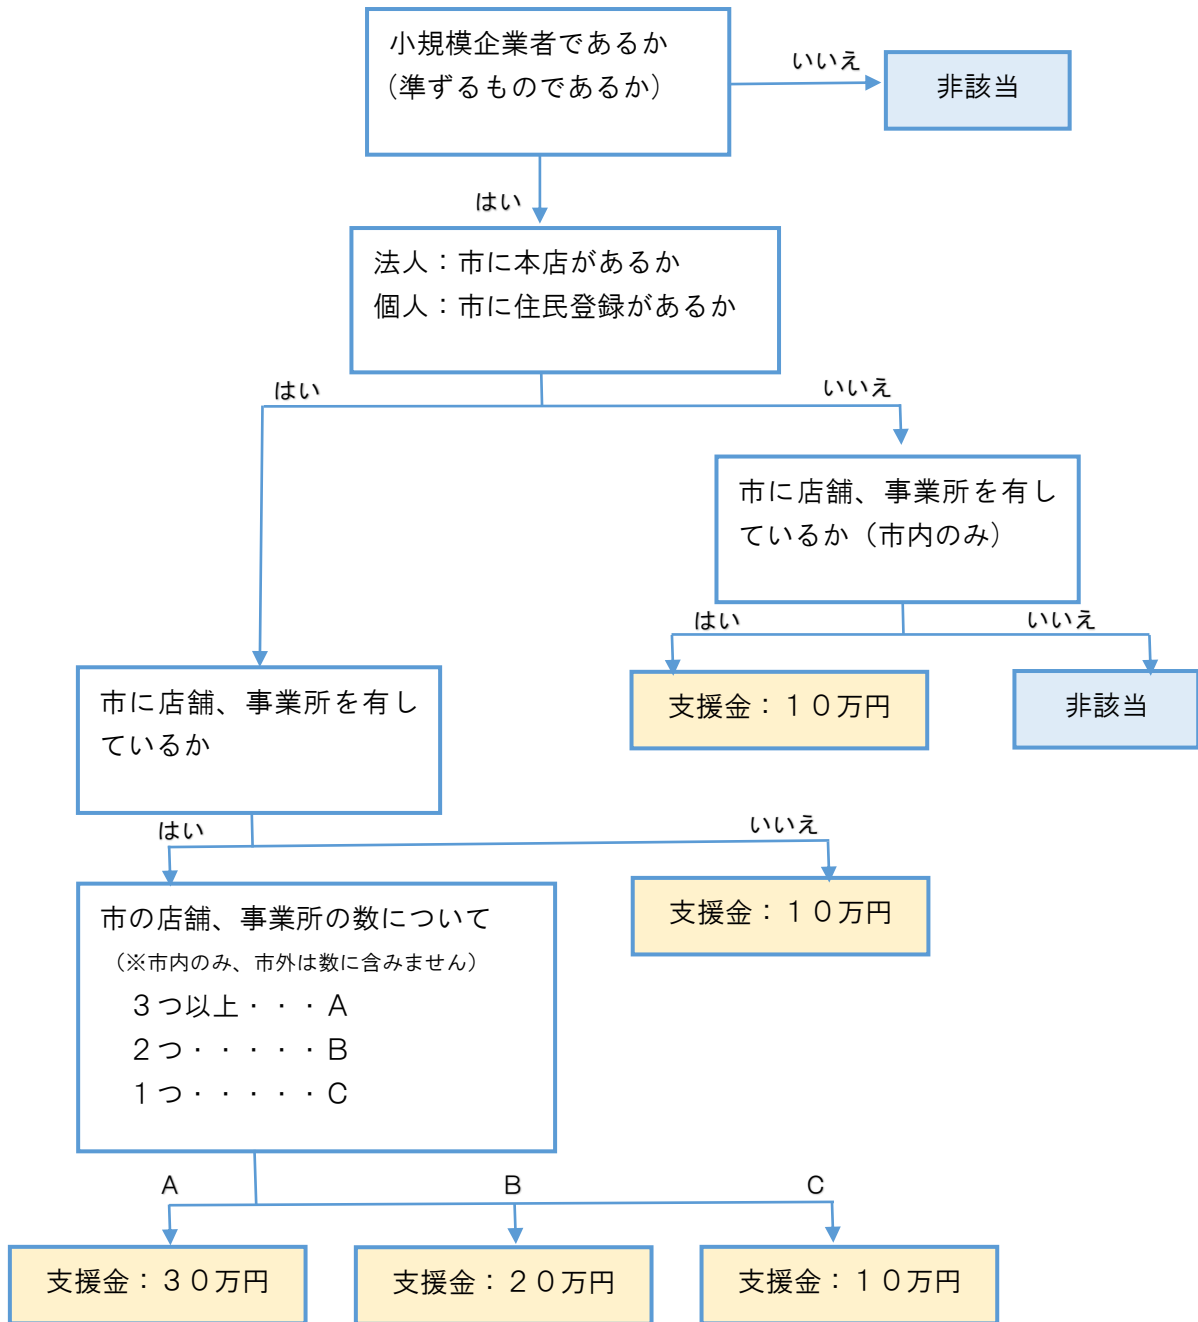 小規模企業者であるか
（準ずるものであるか）
いいえ
非該当
はい
法人：市に本店があるか
個人：市に住民登録があるか
はい
いいえ
市に店舗、事業所を有し
ているか（市内のみ）
はい
いいえ
支援金：１０万円
非該当
市に店舗、事業所を有し
ているか
はい
いいえ
支援金：１０万円
市の店舗、事業所の数について
（※市内のみ、市外は数に含みません）
３つ以上・・・Ａ
２つ・・・・・Ｂ
１つ・・・・・Ｃ
Ａ
Ｂ
Ｃ
支援金：３０万円
支援金：２０万円
支援金：１０万円